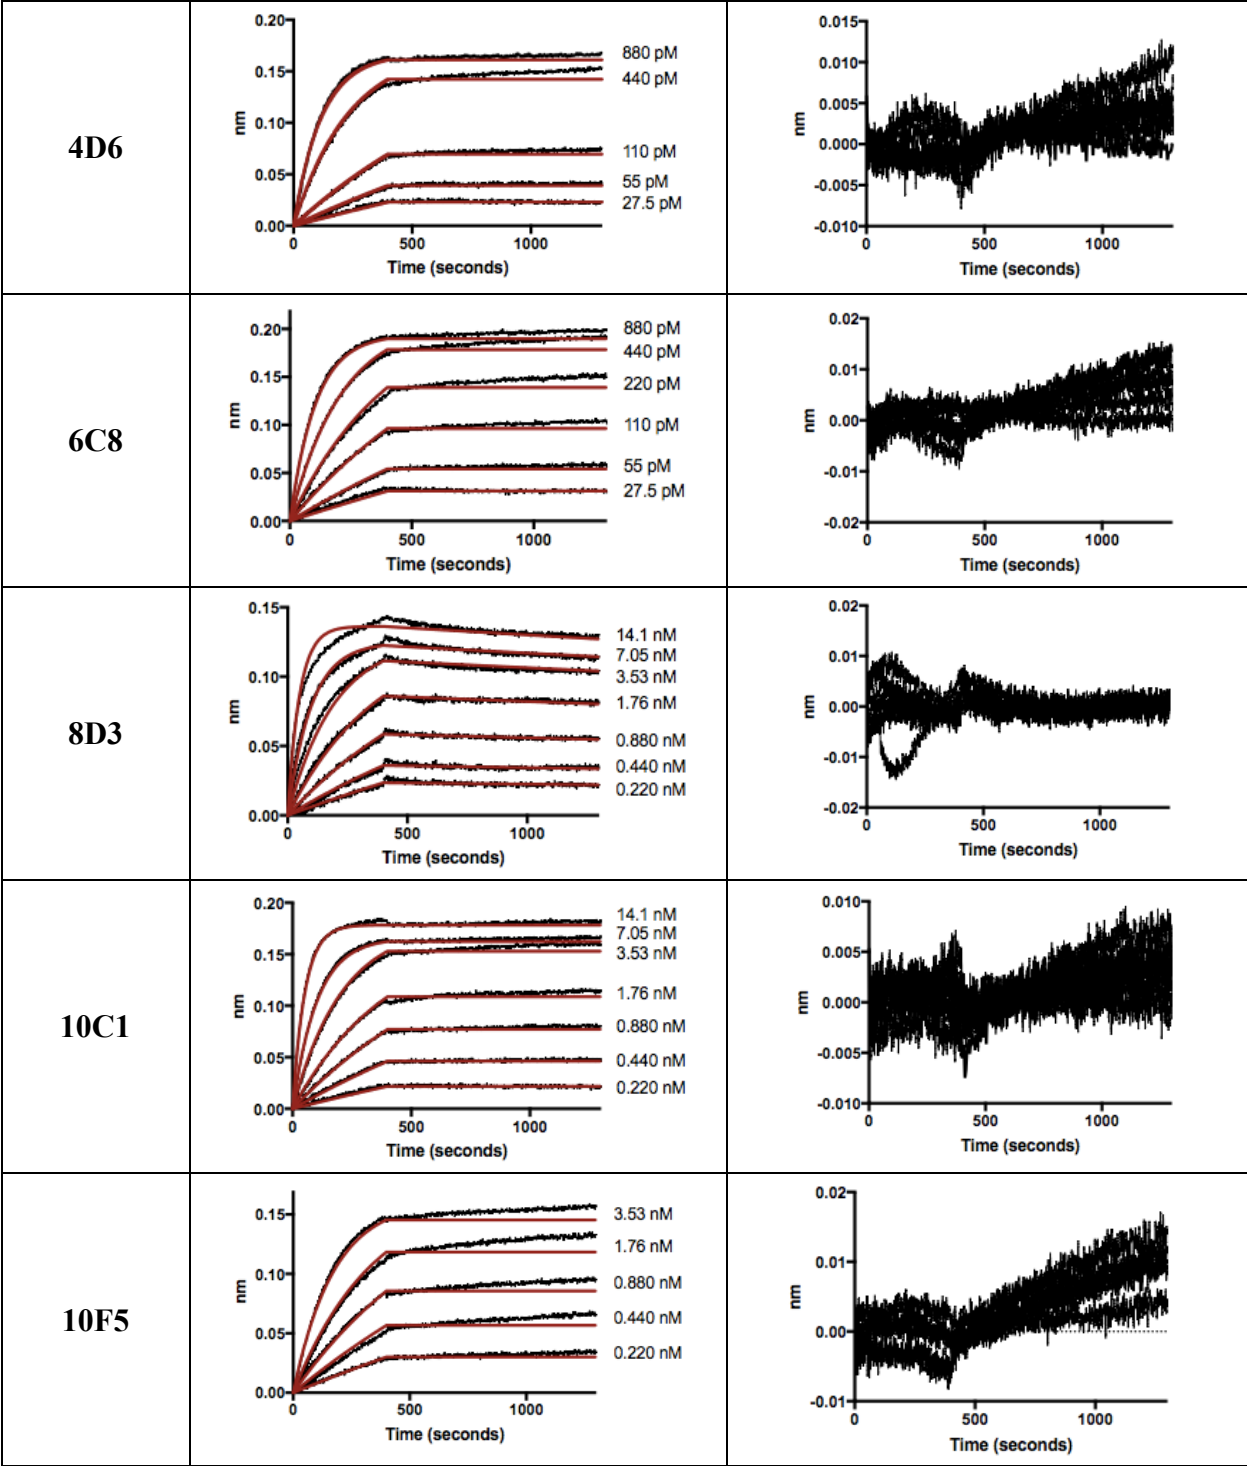 4D6
0.20
0.15
0.10
0.05
0.00
nm
0
500
1000
Time (seconds)
880 pM
440 pM
110 pM
55 pM
27.5 pM
0.015
0.010
0.005
0.000
-0.005
-0.010
nm
0
500
1000
Time (seconds)
6C8
0.20
0.15
0.10
0.05
0.00
nm
0
500
1000
Time (seconds)
880 pM
440 pM
220 pM
110 pM
55 pM
27.5 pM
0.02
0.01
0.00
-0.01
-0.02
nm
0
500
1000
Time (seconds)
8D3
0.15
0.10
0.05
0.00
nm
0
500
1000
Time (seconds)
14.1 nM
7.05 nM
3.53 nM
1.76 nM
0.880 nM
0.440 nM
0.220 nM
0.02
0.01
0.00
-0.01
-0.02
nm
0
500
1000
Time (seconds)
10C1
0.20
0.15
0.10
0.05
0.00
nm
0
500
1000
Time (seconds)
14.1 nM
7.05 nM
3.53 nM
1.76 nM
0.880 nM
0.440 nM
0.220 nM
0.010
0.005
0.000
-0.005
-0.010
nm
0
500
1000
Time (seconds)
10F5
0.15
0.10
0.05
0.00
nm
0
500
1000
Time (seconds)
3.53 nM
1.76 nM
0.880 nM
0.440 nM
0.220 nM
0.02
0.01
0.00
-0.01
nm
0
500
1000
Time (seconds)